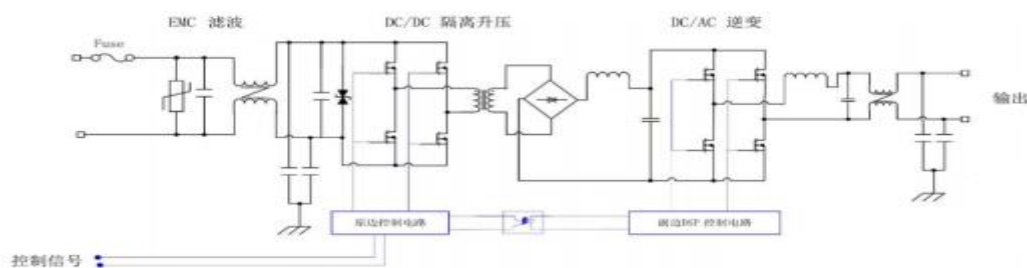 EMC 滤波
DC/DC 隔离升压
DC/AC 逆变
Fuse
输出
原边控制电路
副边DSP 控制电路
控制信号